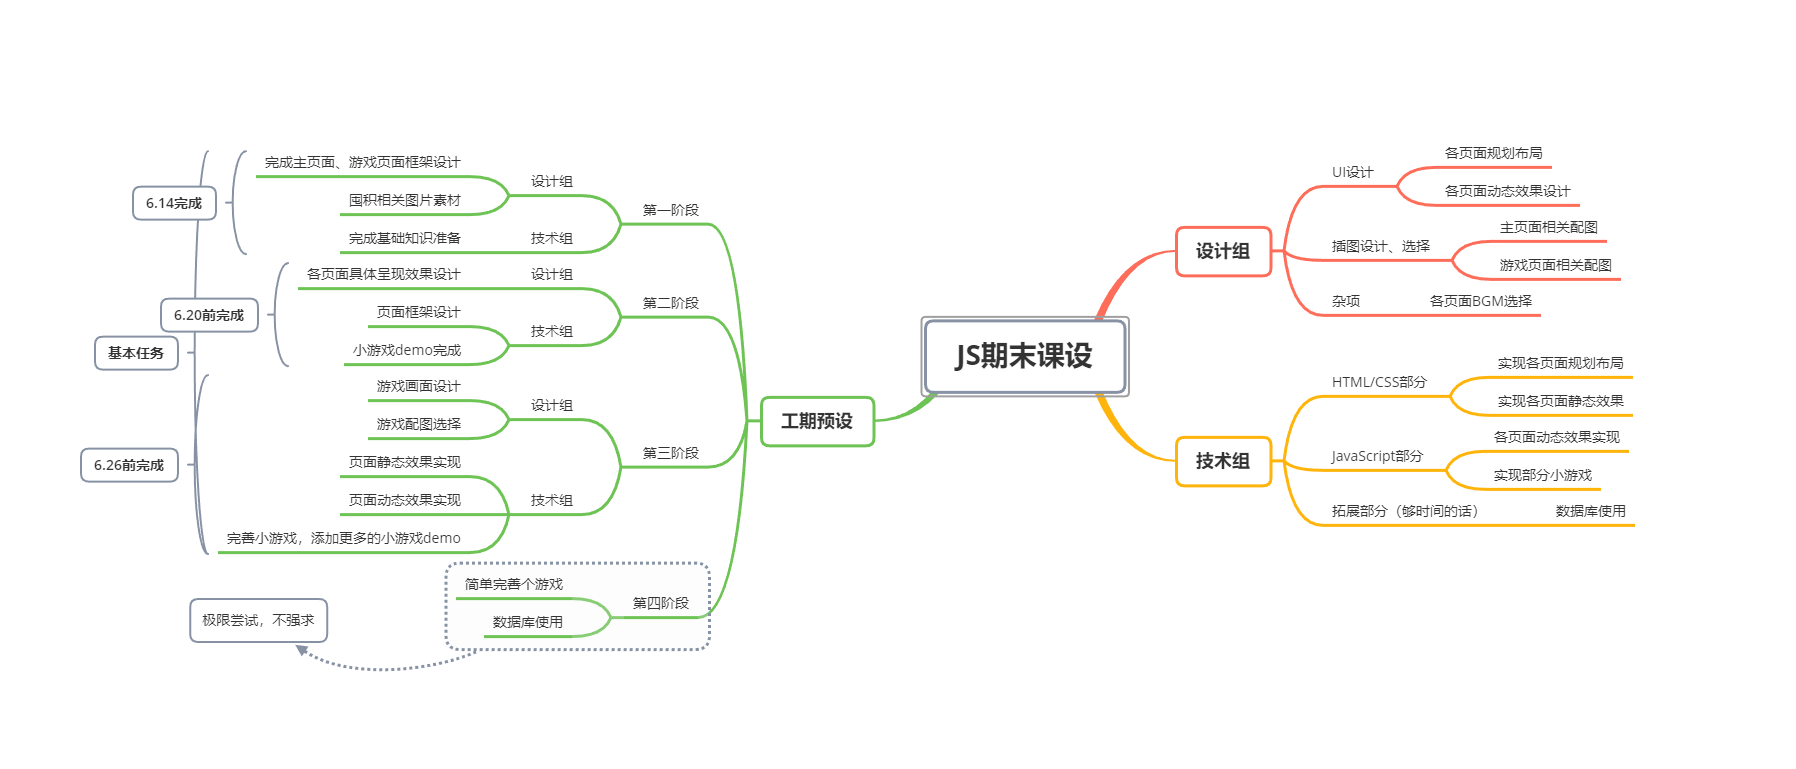 JS期末课设
设计组
UI设计
各页面规划布局
各页面动态效果设计
插图设计、选择
主页面相关配图
游戏页面相关配图
杂项
各页面BGM选择
技术组
HTML/CSS部分
实现各页面规划布局
实现各页面静态效果
JavaScript部分
各页面动态效果实现
实现部分小游戏
拓展部分（够时间的话）
数据库使用
工期预设
第一阶段
设计组
完成主页面、游戏页面框架设计
囤积相关图片素材
技术组
完成基础知识准备
6.14完成
第二阶段
设计组
各页面具体呈现效果设计
技术组
页面框架设计
小游戏demo完成
6.20前完成
基本任务
第三阶段
设计组
游戏画面设计
游戏配图选择
技术组
页面静态效果实现
页面动态效果实现
完善小游戏，添加更多的小游戏demo
6.26前完成
第四阶段
简单完善个游戏
数据库使用
极限尝试，不强求